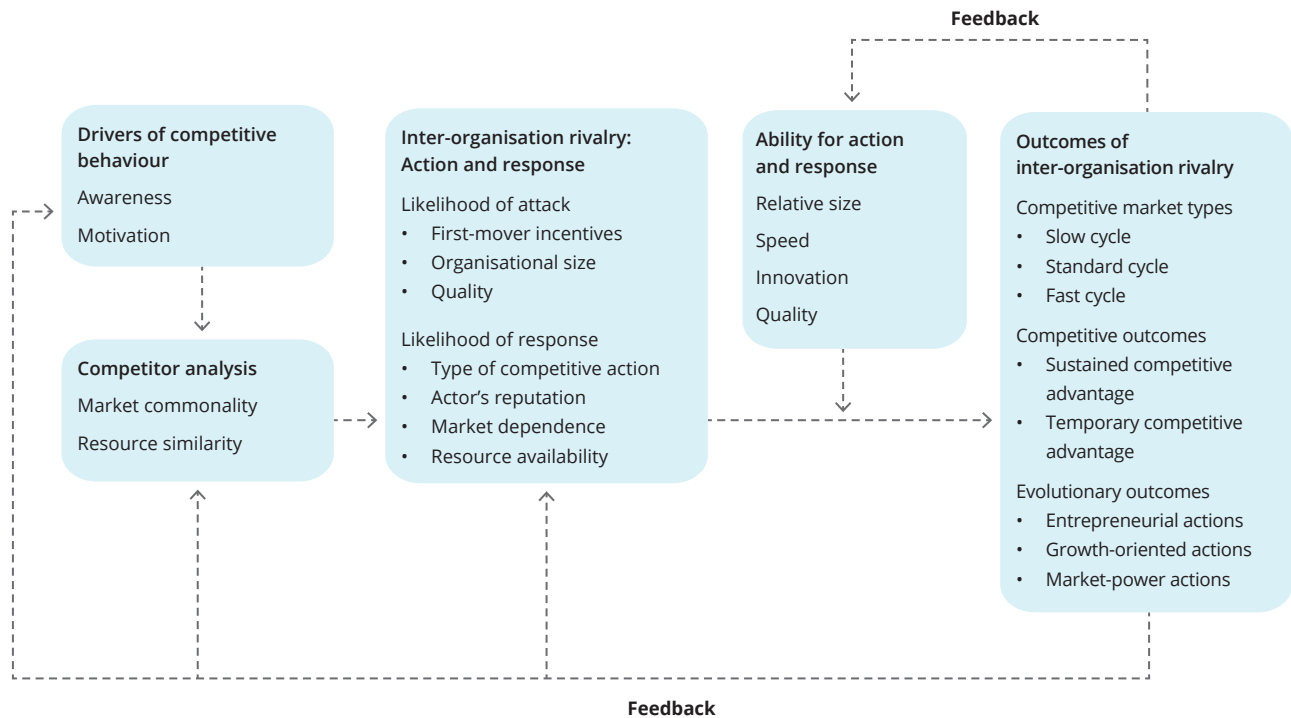 Feedback
Drivers of competitive
behaviour
Awareness
Motivation
Competitor analysis
Market commonality
Resource similarity
Inter-organisation rivalry:
Action and response
Likelihood of attack
• First-mover incentives
• Organisational size
• Quality
Likelihood of response
• Type of competitive action
• Actor’s reputation
• Market dependence
• Resource availability
Ability for action
and response
Relative size
Speed
Innovation
Quality
Outcomes of
inter-organisation rivalry
Competitive market types
• Slow cycle
• Standard cycle
• Fast cycle
Competitive outcomes
• Sustained competitive
advantage
• Temporary competitive
advantage
Evolutionary outcomes
• Entrepreneurial actions
• Growth-oriented actions
• Market-power actions
Feedback